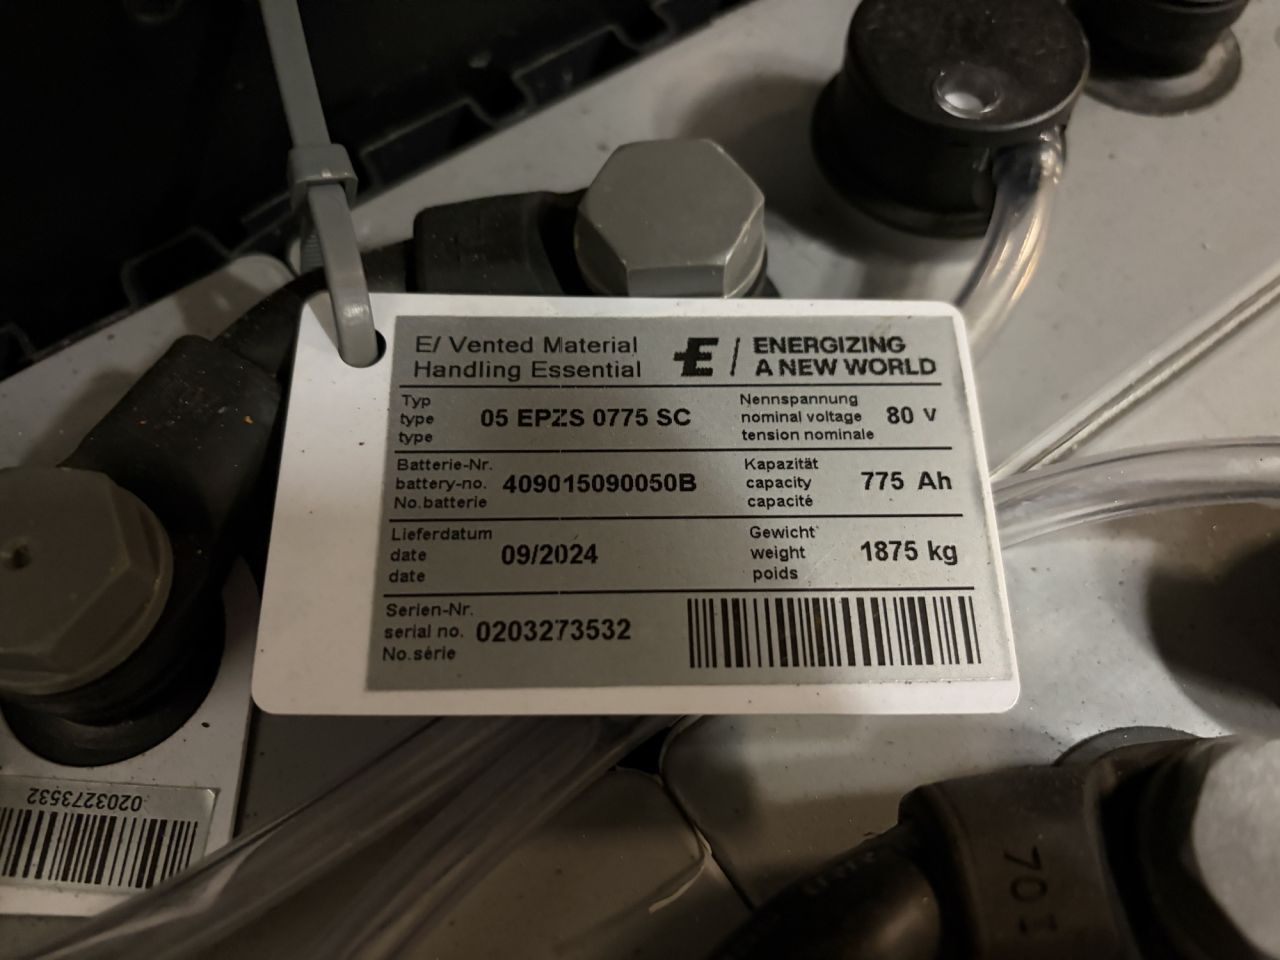 E/ Vented Material
Handling Essential
E / ENERGIZING
A NEW WORLD
Typ
type
type
05 EPZS 0775 SC
Nennspannung
nominal voltage
tension nominale
80 V
Batterie-Nr.
battery-no.
No.batterie
409015090050B
Kapazität
capacity
capacité
775 Ah
Lieferdatum
date
date
09/2024
Gewicht
weight
poids
1875 kg
Serien-Nr.
serial no.
No.série
0203273532
0203273532